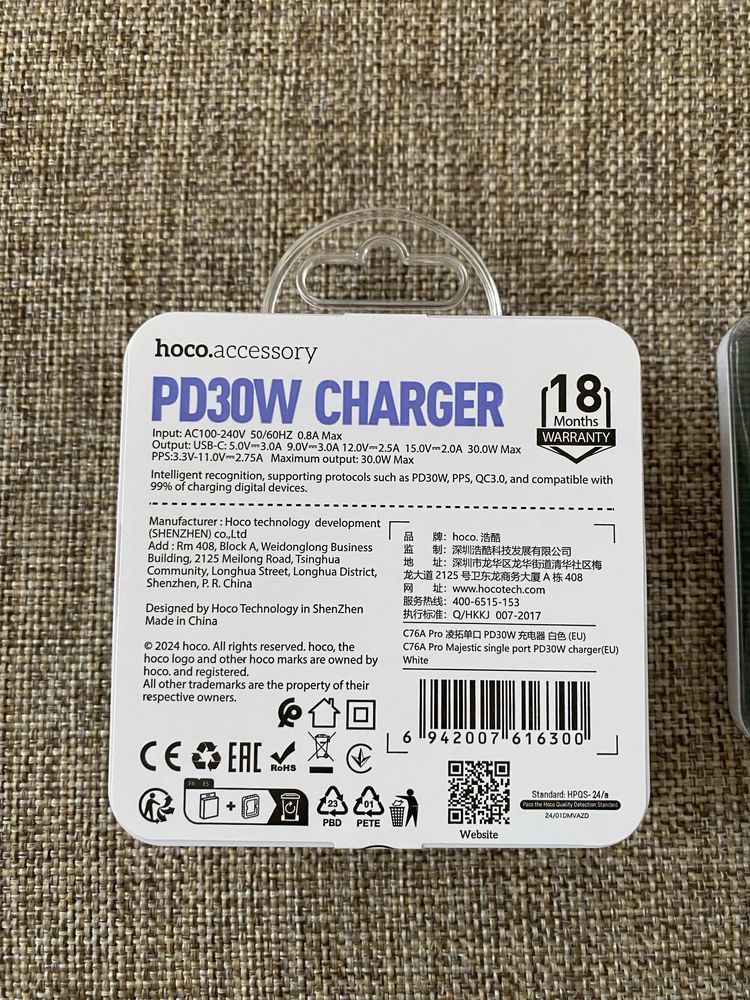 hoco.accessory
PD30W CHARGER
18
Months
WARRANTY
Input: AC100-240V 50/60HZ 0.8A Max
Output: USB-C: 5.0V⎓3.0A 9.0V⎓3.0A 12.0V⎓2.5A 15.0V⎓2.0A 30.0W Max
PPS:3.3V-11.0V⎓2.75A Maximum output: 30.0W Max
Intelligent recognition, supporting protocols such as PD30W, PPS, QC3.0, and compatible with
99% of charging digital devices.
Manufacturer : Hoco technology development
(SHENZHEN) co.,Ltd
Add : Rm 408, Block A, Weidonglong Business
Building, 2125 Meilong Road, Tsinghua
Community, Longhua Street, Longhua District,
Shenzhen, P. R. China
Designed by Hoco Technology in ShenZhen
Made in China
© 2024 hoco. All rights reserved. hoco, the
hoco logo and other hoco marks are owned by
hoco. and registered.
All other trademarks are the property of their
respective owners.
品 牌: hoco. 浩酷
监 制: 深圳浩酷科技发展有限公司
地 址: 深圳市龙华区龙华街道清华社区梅
龙大道 2125 号卫东龙商务大厦 A 栋 408
网 址: www.hocotech.com
服务热线: 400-6515-153
执行标准: Q/HKKJ 007-2017
C76A Pro 凌拓单口 PD30W 充电器 白色 (EU)
C76A Pro Majestic single port PD30W charger(EU)
White
6 942007 616300
CE
EAC
RoHS
FR ES
+
23
PBD
01
PETE
Website
Standard: HPQS-24/a
Pass the Hoco Quality Detection Standard
24/01DMVAZD